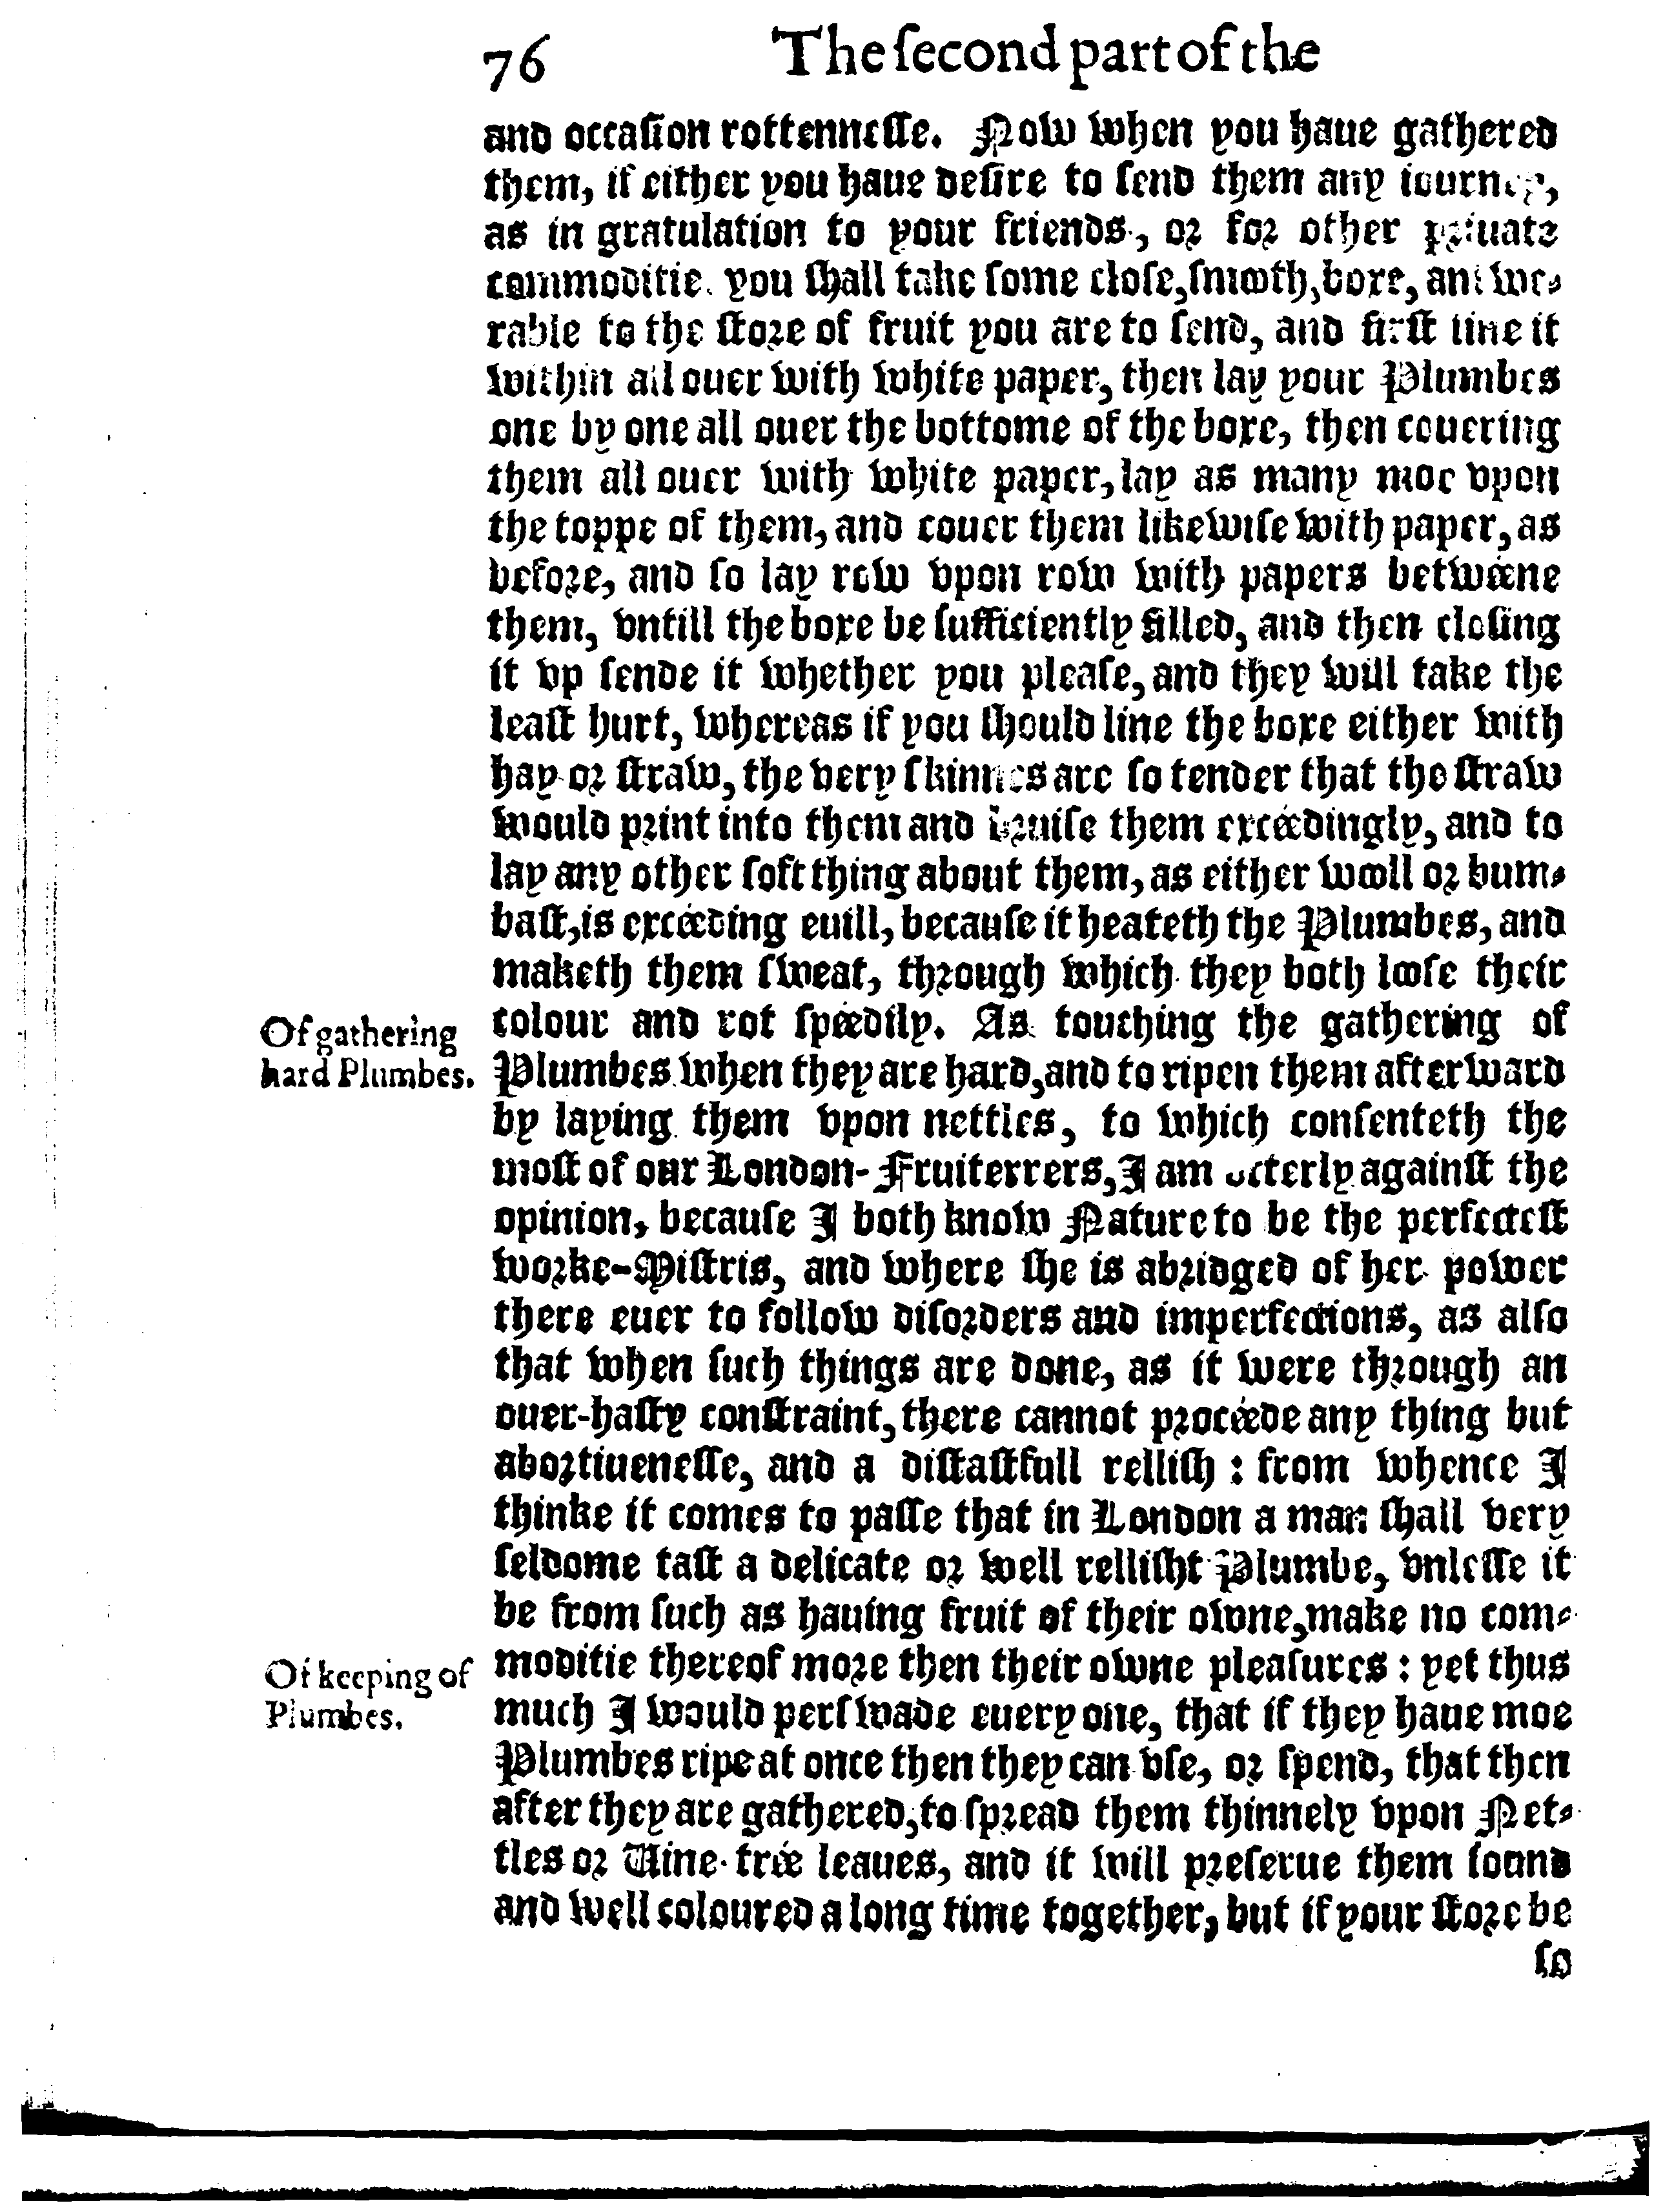 76 The ſecond part of the
and occaſion rottenneſſe. Now when you haue gathered
them, if either you haue deſire to ſend them any iourney,
as in gratulation to your friends, or for other priuate
commoditie you ſhall take ſome cloſe, ſmooth, boxe,
rable to the ſtore of fruit you are to ſend, and firſt line it
within all ouer with white paper, then lay your Plumbes
one by one all ouer the bottome of the boxe, then couering
them all ouer with white paper, lay as many moe vpon
the toppe of them, and couer them likewiſe with paper, as
before, and ſo lay row vpon row with papers betweene
them, vntill the boxe be ſufficiently filled, and then cloſing
it vp ſende it whether you pleaſe, and they will take the
leaſt hurt, whereas if you ſhould line the boxe either with
hay or ſtraw, the very ſkinnes are ſo tender that the ſtraw
would print into them and bruiſe them exceedingly, and to
lay any other ſoft thing about them, as either wooll or bum-
baſt, is exceeding euill, becauſe it heateth the Plumbes, and
maketh them ſweat, through which they both looſe their
Of gathering
hard Plumbes.
colour and rot ſpeedily. As touching the gathering of
Plumbes when they are hard, and to ripen them afterward
by laying them vpon nettles, to which conſenteth the
moſt of our London-Fruiterrers, I am vtterly againſt the
opinion, becauſe I both know Nature to be the perfecteſt
worke-Miſtris, and where ſhe is abridged of her power
there euer to follow diſorders and imperfections, as alſo
that when ſuch things are done, as it were through an
ouer-haſty conſtraint, there cannot proceede any thing but
abortiueneſſe, and a diſtaſtfull relliſh : from whence I
thinke it comes to paſſe that in London a man ſhall very
ſeldome taſt a delicate or well relliſht Plumbe, vnleſſe it
be from ſuch as hauing fruit of their owne, make no com-
Of keeping of
Plumbes.
moditie thereof more then their owne pleaſures : yet thus
much I would perſwade euery one, that if they haue moe
Plumbes ripe at once then they can vſe, or ſpend, that then
after they are gathered, to ſpread them thinnely vpon Net-
tles or Uine-tree leaues, and it will preſerue them ſound
and well coloured a long time together, but if your ſtore be
ſo